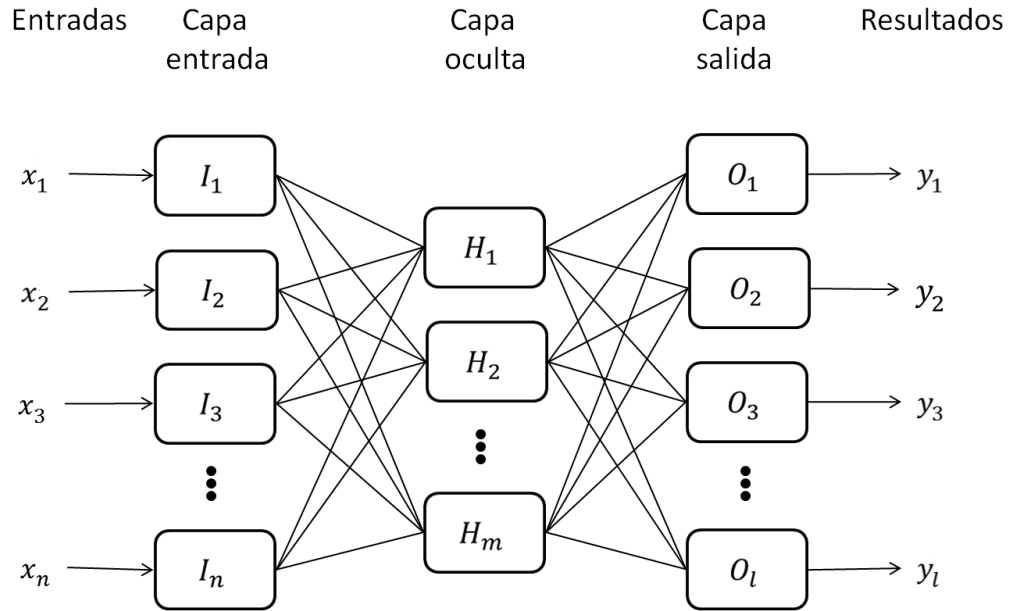 Entradas Capa entrada Capa oculta Capa salida Resultados
x₁ I₁ O₁ y₁
H₁
x₂ I₂ O₂ y₂
H₂
x₃ I₃ O₃ y₃
Hₘ
xₙ Iₙ Oₗ yₗ